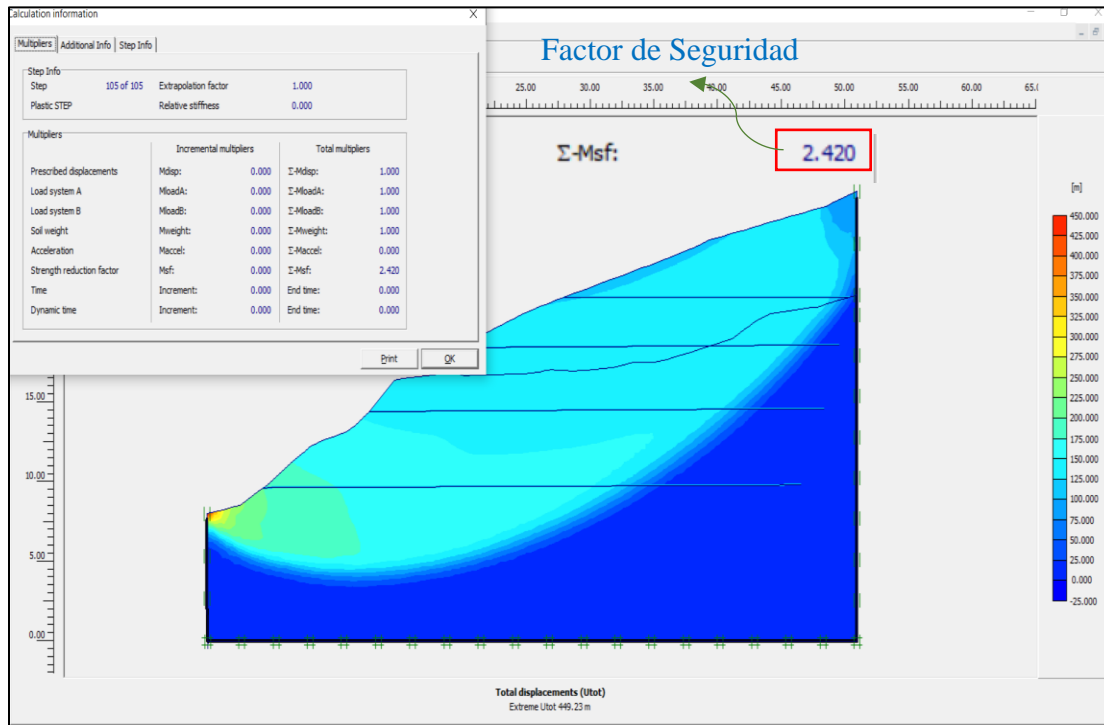 Calculation information
Multipliers Additional Info Step Info
Step Info
Step 105 of 105 Extrapolation factor 1.000
Plastic STEP Relative stiffness 0.000
Multipliers
Incremental multipliers Total multipliers
Prescribed displacements Mdisp: 0.000 Σ-Mdisp: 1.000
Load system A MloadA: 0.000 Σ-MloadA: 1.000
Load system B MloadB: 0.000 Σ-MloadB: 1.000
Soil weight Mweight: 0.000 Σ-Mweight: 1.000
Acceleration Maccel: 0.000 Σ-Maccel: 0.000
Strength reduction factor Msf: 0.000 Σ-Msf: 2.420
Time Increment: 0.000 End time: 0.000
Dynamic time Increment: 0.000 End time: 0.000
Print OK
Factor de Seguridad
25.00 30.00 35.00 40.00 45.00 50.00 55.00 60.00 65.0
Σ-Msf: 2.420
15.00
10.00
5.00
0.00
[m]
450.000
425.000
400.000
375.000
350.000
325.000
300.000
275.000
250.000
225.000
200.000
175.000
150.000
125.000
100.000
75.000
50.000
25.000
0.000
-25.000
Total displacements (Utot)
Extreme Utot 449.23 m